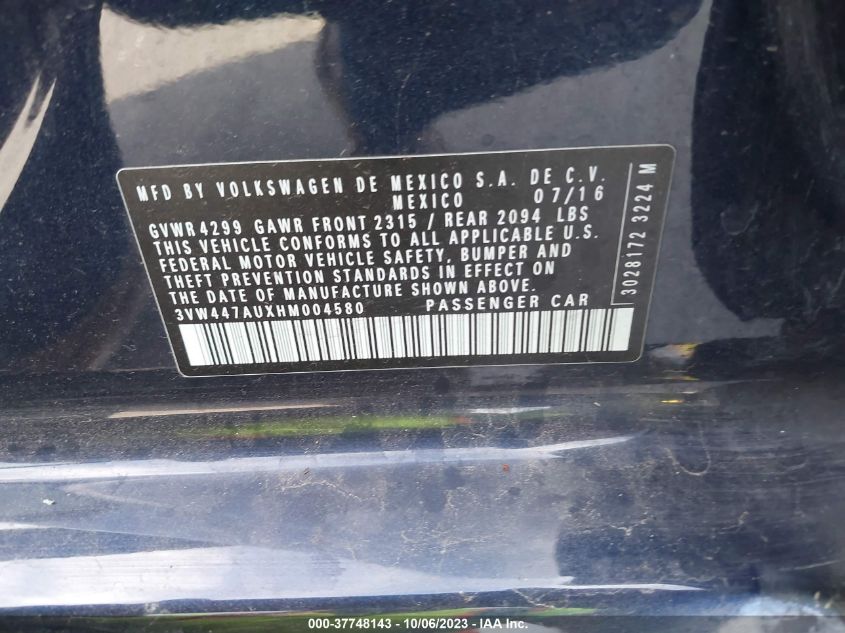 MFD BY VOLKSWAGEN DE MEXICO S.A. DE C.V.
MEXICO 07/16
GVWR 4299 GAWR FRONT 2315 / REAR 2094 LBS
THIS VEHICLE CONFORMS TO ALL APPLICABLE U.S.
FEDERAL MOTOR VEHICLE SAFETY, BUMPER AND
THEFT PREVENTION STANDARDS IN EFFECT ON
THE DATE OF MANUFACTURE SHOWN ABOVE.
3VW447AUXHM004580 PASSENGER CAR
3028172 3224 M
000-37748143 - 10/06/2023 - IAA Inc.